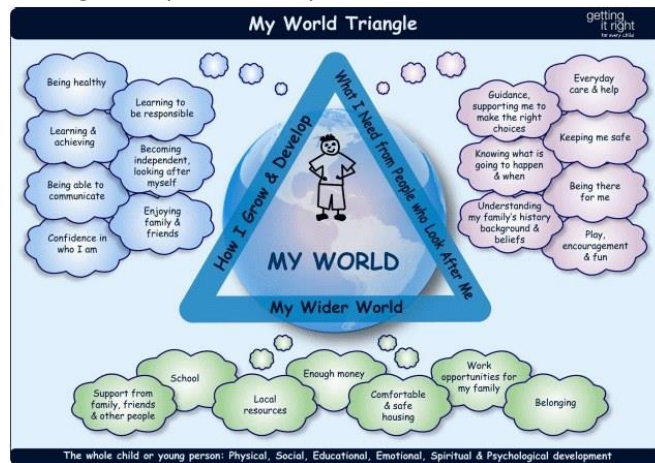 My World Triangle
getting
it right
for every child
Being healthy
Learning to
be responsible
Learning &
achieving
Becoming
independent,
looking after
myself
Being able to
communicate
Enjoying
family &
friends
Confidence in
who I am
How I Grow & Develop
What I Need from People who Look After Me
MY WORLD
My Wider World
Everyday
care & help
Guidance,
supporting me to
make the right
choices
Keeping me safe
Knowing what is
going to happen
& when
Being there
for me
Understanding
my family's history
background &
beliefs
Play,
encouragement
& fun
Support from
family, friends
& other people
School
Local
resources
Enough money
Comfortable
& safe
housing
Work
opportunities for
my family
Belonging
The whole child or young person: Physical, Social, Educational, Emotional, Spiritual & Psychological development